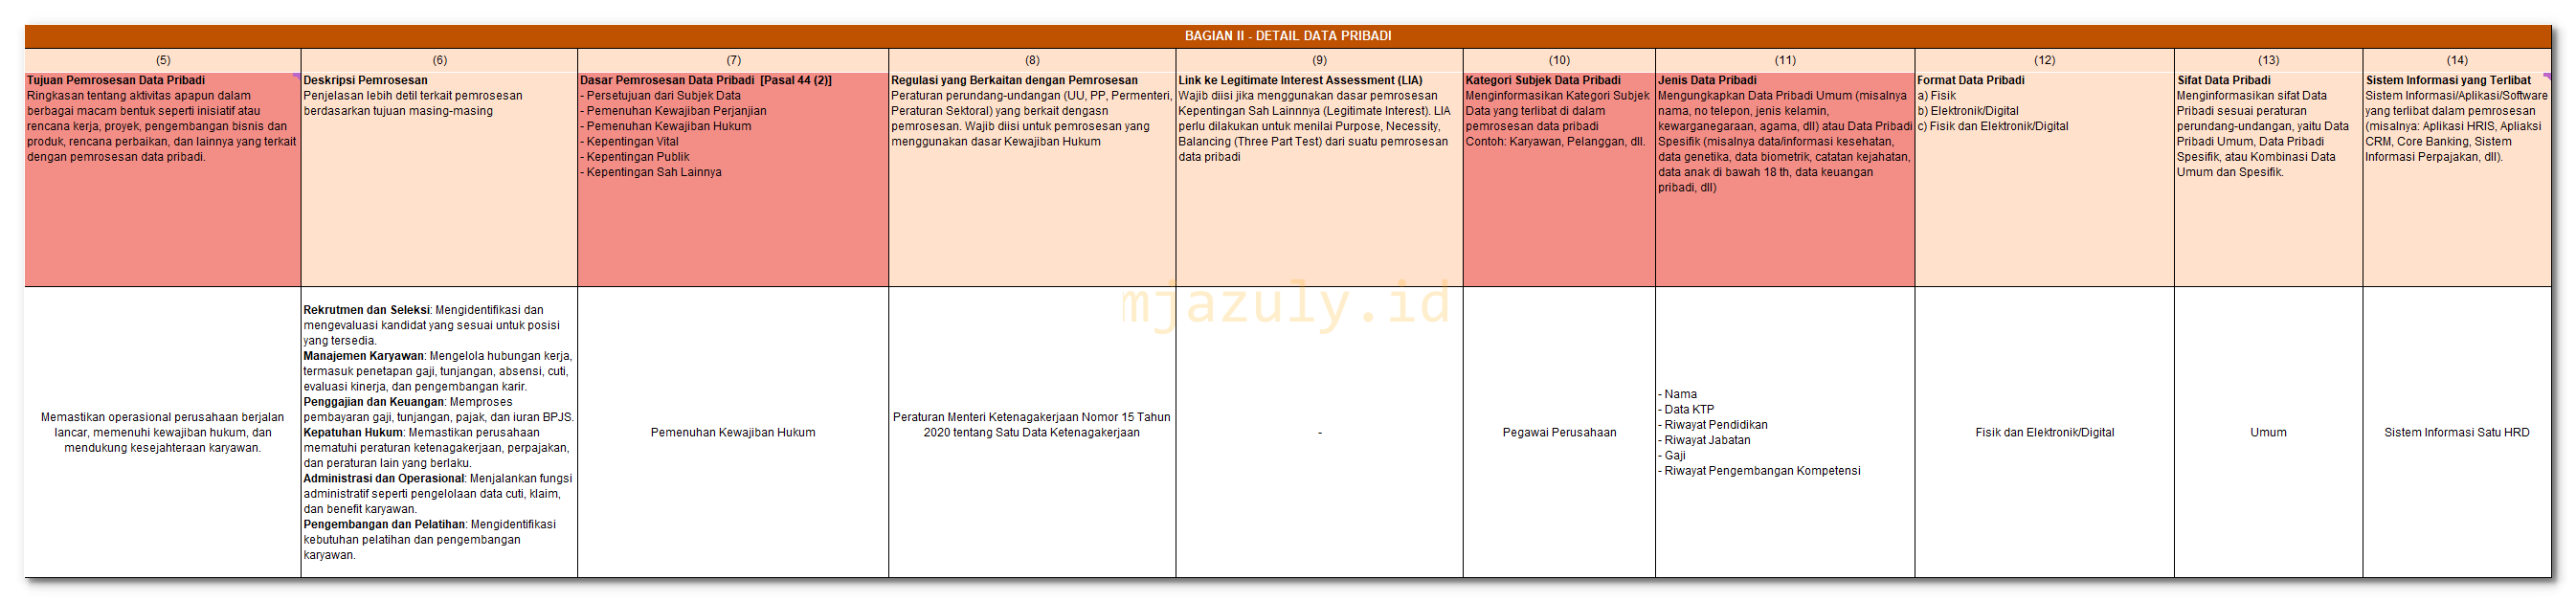 BAGIAN II - DETAIL DATA PRIBADI
(5)
(6)
(7)
(8)
(9)
(10)
(11)
(12)
(13)
(14)
Tujuan Pemrosesan Data Pribadi
Ringkasan tentang aktivitas apapun dalam
berbagai macam bentuk seperti inisiatif atau
rencana kerja, proyek, pengembangan bisnis dan
produk, rencana perbaikan, dan lainnya yang terkait
dengan pemrosesan data pribadi.
Deskripsi Pemrosesan
Penjelasan lebih detil terkait pemrosesan
berdasarkan tujuan masing-masing
Dasar Pemrosesan Data Pribadi  [Pasal 44 (2)]
- Persetujuan dari Subjek Data
- Pemenuhan Kewajiban Perjanjian
- Pemenuhan Kewajiban Hukum
- Kepentingan Vital
- Kepentingan Publik
- Kepentingan Sah Lainnya
Regulasi yang Berkaitan dengan Pemrosesan
Peraturan perundang-undangan (UU, PP, Permenteri,
Peraturan Sektoral) yang berkait dengasn
pemrosesan. Wajib diisi untuk pemrosesan yang
menggunakan dasar Kewajiban Hukum
Link ke Legitimate Interest Assessment (LIA)
Wajib diisi jika menggunakan dasar pemrosesan
Kepentingan Sah Lainnnya (Legitimate Interest). LIA
perlu dilakukan untuk menilai Purpose, Necessity,
Balancing (Three Part Test) dari suatu pemrosesan
data pribadi
Kategori Subjek Data Pribadi
Menginformasikan Kategori Subjek
Data yang terlibat di dalam
pemrosesan data pribadi
Contoh: Karyawan, Pelanggan, dll.
Jenis Data Pribadi
Mengungkapkan Data Pribadi Umum (misalnya
nama, no telepon, jenis kelamin,
kewarganegaraan, agama, dll) atau Data Pribadi
Spesifik (misalnya data/informasi kesehatan,
data genetika, data biometrik, catatan kejahatan,
data anak di bawah 18 th, data keuangan
pribadi, dll)
Format Data Pribadi
a) Fisik
b) Elektronik/Digital
c) Fisik dan Elektronik/Digital
Sifat Data Pribadi
Menginformasikan sifat Data
Pribadi sesuai peraturan
perundang-undangan, yaitu Data
Pribadi Umum, Data Pribadi
Spesifik, atau Kombinasi Data
Umum dan Spesifik.
Sistem Informasi yang Terlibat
Sistem Informasi/Aplikasi/Software
yang terlibat dalam pemrosesan
(misalnya: Aplikasi HRIS, Apliaksi
CRM, Core Banking, Sistem
Informasi Perpajakan, dll).
mjazuly.id
Memastikan operasional perusahaan berjalan
lancar, memenuhi kewajiban hukum, dan
mendukung kesejahteraan karyawan.
Rekrutmen dan Seleksi: Mengidentifikasi dan
mengevaluasi kandidat yang sesuai untuk posisi
yang tersedia.
Manajemen Karyawan: Mengelola hubungan kerja,
termasuk penetapan gaji, tunjangan, absensi, cuti,
evaluasi kinerja, dan pengembangan karir.
Penggajian dan Keuangan: Memproses
pembayaran gaji, tunjangan, pajak, dan iuran BPJS.
Kepatuhan Hukum: Memastikan perusahaan
mematuhi peraturan ketenagakerjaan, perpajakan,
dan peraturan lain yang berlaku.
Administrasi dan Operasional: Menjalankan fungsi
administratif seperti pengelolaan data cuti, klaim,
dan benefit karyawan.
Pengembangan dan Pelatihan: Mengidentifikasi
kebutuhan pelatihan dan pengembangan
karyawan.
Pemenuhan Kewajiban Hukum
Peraturan Menteri Ketenagakerjaan Nomor 15 Tahun
2020 tentang Satu Data Ketenagakerjaan
-
Pegawai Perusahaan
- Nama
- Data KTP
- Riwayat Pendidikan
- Riwayat Jabatan
- Gaji
- Riwayat Pengembangan Kompetensi
Fisik dan Elektronik/Digital
Umum
Sistem Informasi Satu HRD